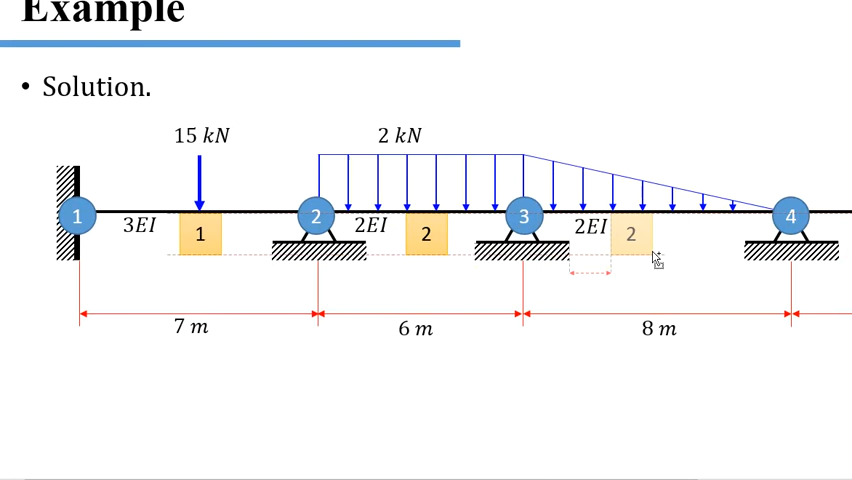 Example
• Solution.
15 kN 2 kN
1 2 3 4
3EI 2EI 2EI
1 2 2
7 m 6 m 8 m